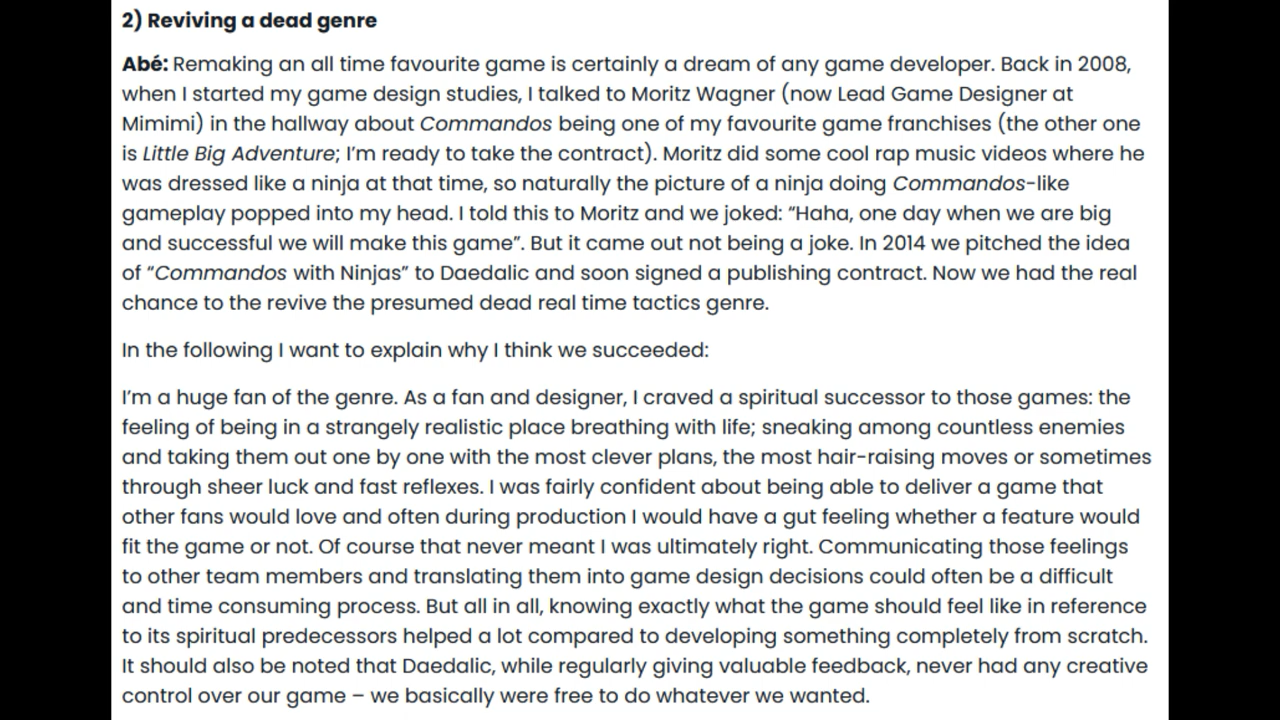 2) Reviving a dead genre
Abé: Remaking an all time favourite game is certainly a dream of any game developer. Back in 2008,
when I started my game design studies, I talked to Moritz Wagner (now Lead Game Designer at
Mimimi) in the hallway about Commandos being one of my favourite game franchises (the other one
is Little Big Adventure; I’m ready to take the contract). Moritz did some cool rap music videos where he
was dressed like a ninja at that time, so naturally the picture of a ninja doing Commandos-like
gameplay popped into my head. I told this to Moritz and we joked: “Haha, one day when we are big
and successful we will make this game”. But it came out not being a joke. In 2014 we pitched the idea
of “Commandos with Ninjas” to Daedalic and soon signed a publishing contract. Now we had the real
chance to the revive the presumed dead real time tactics genre.
In the following I want to explain why I think we succeeded:
I’m a huge fan of the genre. As a fan and designer, I craved a spiritual successor to those games: the
feeling of being in a strangely realistic place breathing with life; sneaking among countless enemies
and taking them out one by one with the most clever plans, the most hair-raising moves or sometimes
through sheer luck and fast reflexes. I was fairly confident about being able to deliver a game that
other fans would love and often during production I would have a gut feeling whether a feature would
fit the game or not. Of course that never meant I was ultimately right. Communicating those feelings
to other team members and translating them into game design decisions could often be a difficult
and time consuming process. But all in all, knowing exactly what the game should feel like in reference
to its spiritual predecessors helped a lot compared to developing something completely from scratch.
It should also be noted that Daedalic, while regularly giving valuable feedback, never had any creative
control over our game – we basically were free to do whatever we wanted.